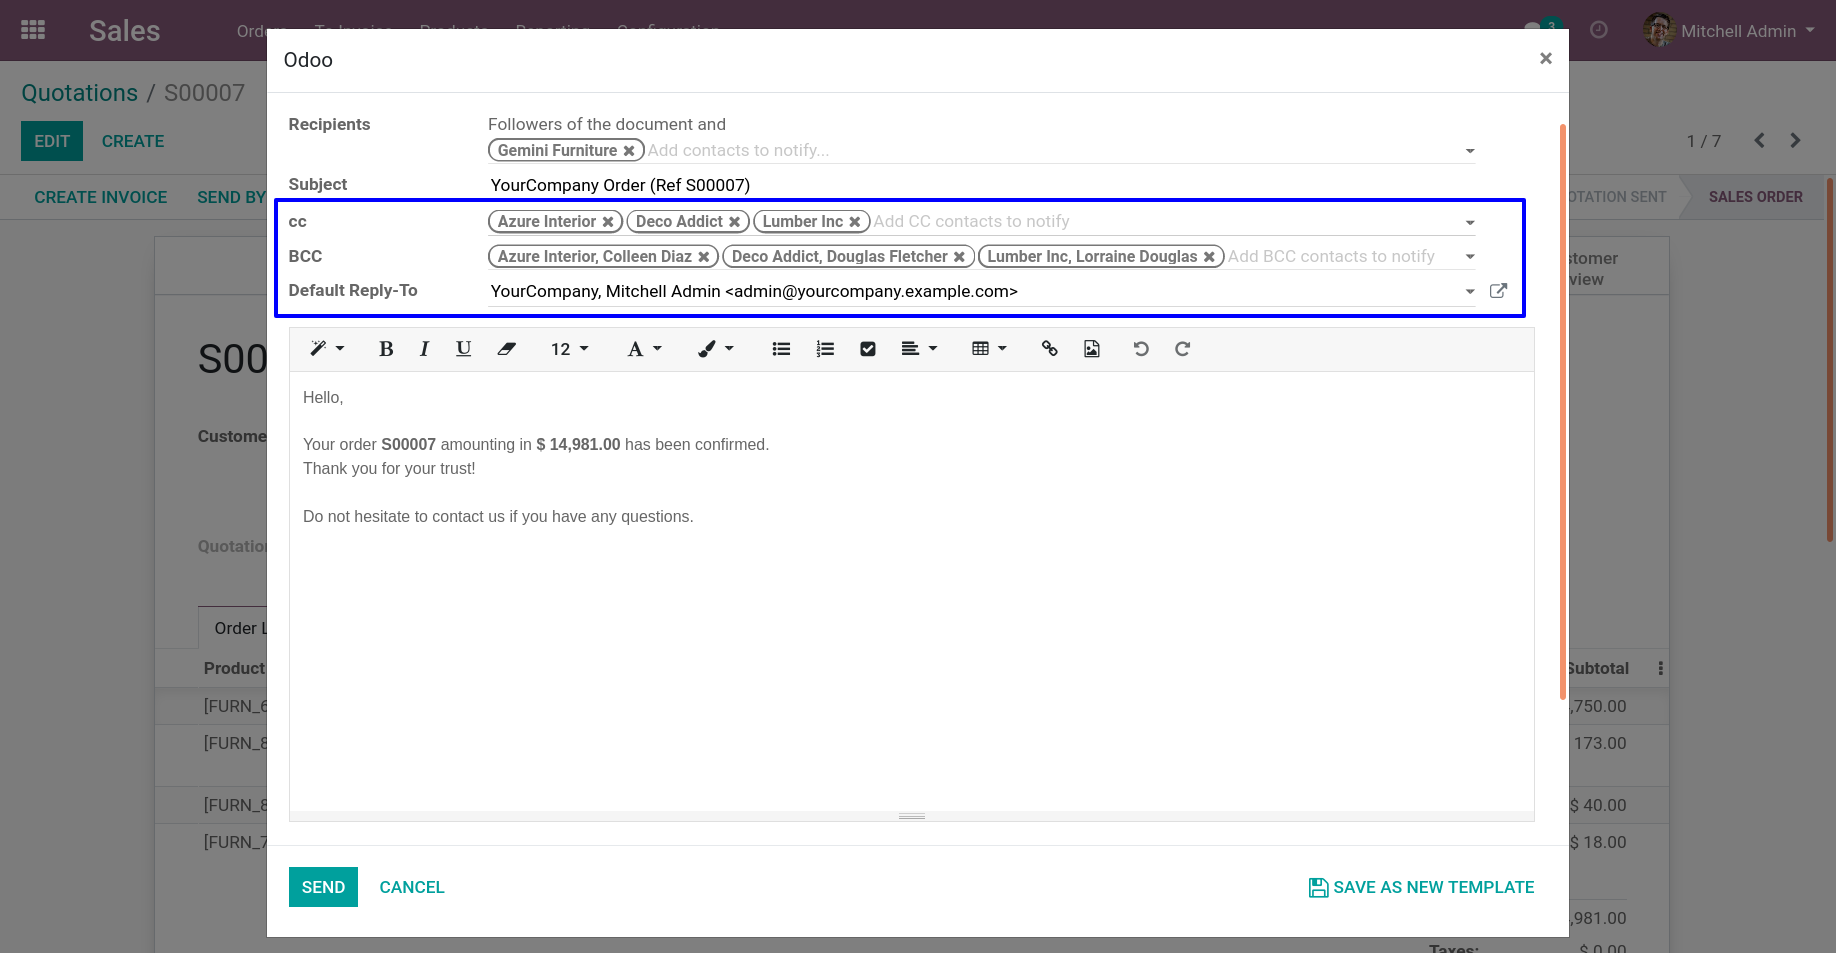 Sales
3
Mitchell Admin
Odoo ×
Quotations / S00007
Recipients Followers of the document and
EDIT CREATE
Gemini Furniture ✖ Add contacts to notify...
1 / 7
Subject YourCompany Order (Ref S00007)
CREATE INVOICE SEND BY
SALES ORDER
cc Azure Interior ✖ Deco Addict ✖ Lumber Inc ✖ Add CC contacts to notify
BCC Azure Interior, Colleen Diaz ✖ Deco Addict, Douglas Fletcher ✖ Lumber Inc, Lorraine Douglas ✖ Add BCC contacts to notify
Default Reply-To YourCompany, Mitchell Admin <admin@yourcompany.example.com>
B I U 12 A
S00
Hello,
Custome
Your order S00007 amounting in $ 14,981.00 has been confirmed.
Thank you for your trust!
Do not hesitate to contact us if you have any questions.
Quotation
Order L
Product Subtotal
[FURN_6 ,750.00
[FURN_8 173.00
[FURN_8 $ 40.00
[FURN_7 $ 18.00
SEND CANCEL SAVE AS NEW TEMPLATE
,981.00
Taxes: $ 0.00